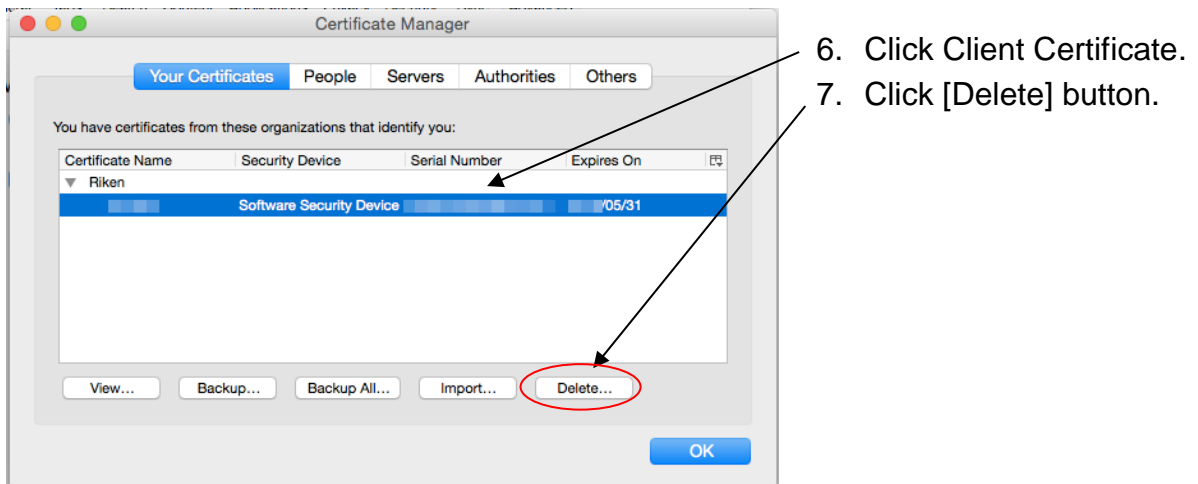 Certificate Manager
6. Click Client Certificate.
7. Click [Delete] button.
Your Certificates People Servers Authorities Others
You have certificates from these organizations that identify you:
Certificate Name Security Device Serial Number Expires On
Riken
Software Security Device /05/31
View... Backup... Backup All... Import... Delete...
OK